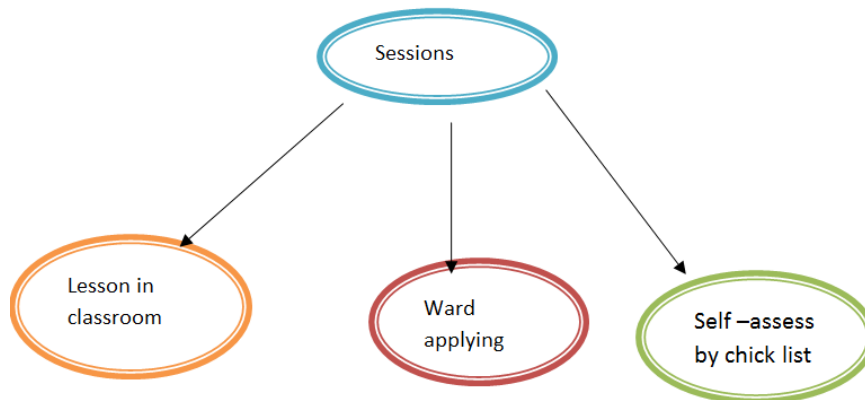 Sessions
Lesson in
classroom
Ward
applying
Self –assess
by chick list